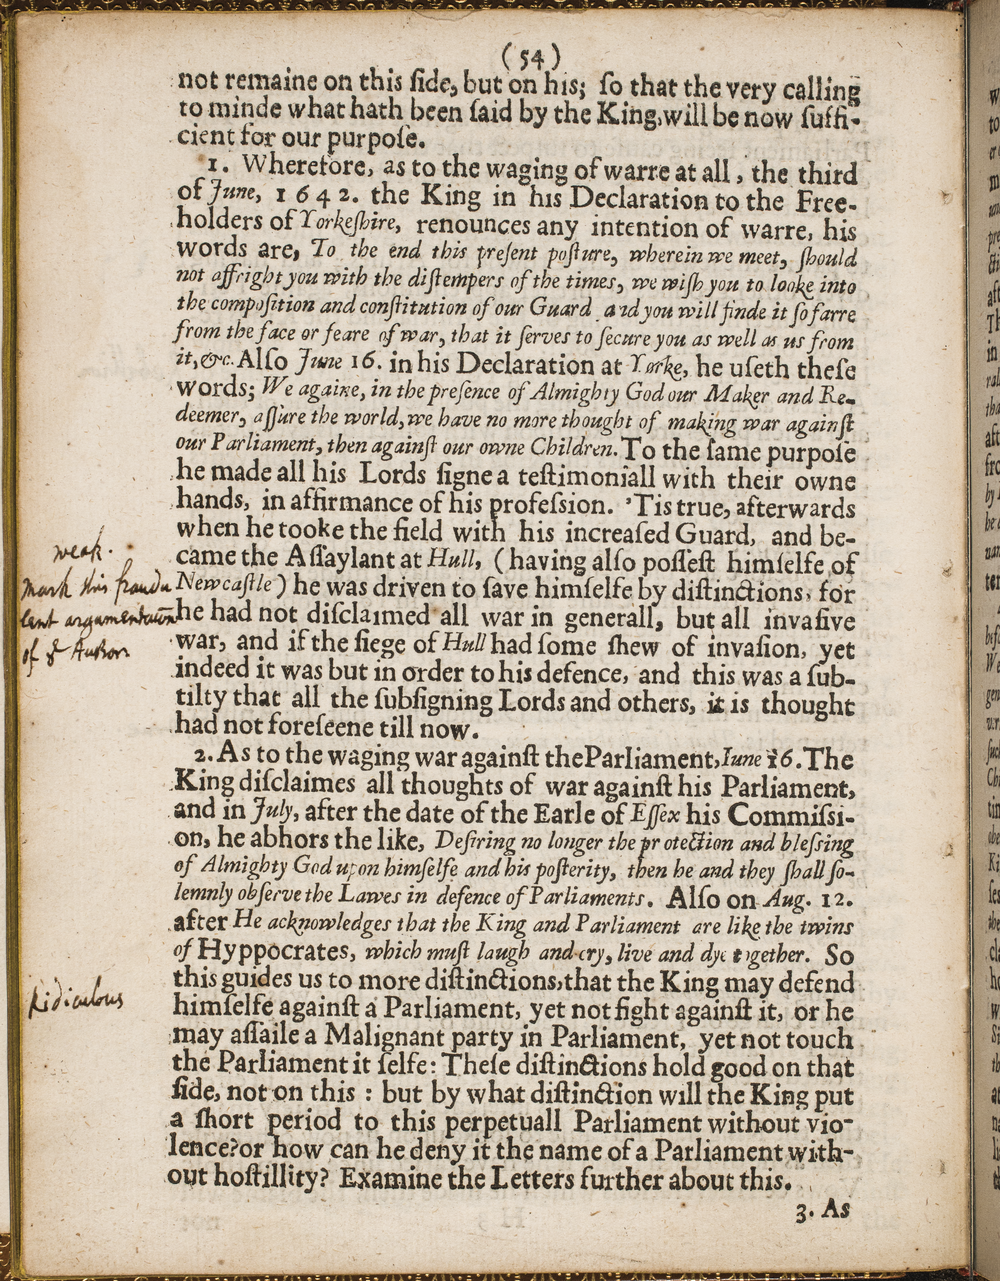 (54)
not remaine on this ſide, but on his; ſo that the very calling
to minde what hath been ſaid by the King, will be now ſuffi-
cient for our purpoſe.
1. Wherefore, as to the waging of warre at all, the third
of June, 1642. the King in his Declaration to the Free-
holders of Yorkeſhire, renounces any intention of warre, his
words are, To the end this preſent poſture, wherein we meet, ſhould
not affright you with the diſtempers of the times, we wiſh you to looke into
the compoſition and conſtitution of our Guard and you will finde it ſo farre
from the face or feare of war, that it ſerves to ſecure you as well as us from
it, &c. Alſo June 16. in his Declaration at Yorke, he uſeth theſe
words; We againe, in the preſence of Almighty God our Maker and Re-
deemer, aſſure the world, we have no more thought of making war againſt
our Parliament, then againſt our owne Children. To the ſame purpoſe
he made all his Lords ſigne a teſtimoniall with their owne
hands, in affirmance of his profeſsion. 'Tis true, afterwards
when he tooke the field with his increaſed Guard, and be-
came the Aſſaylant at Hull, (having alſo poſſeſt himſelfe of
Newcaſtle) he was driven to ſave himſelfe by diſtinctions, for
he had not diſclaimed all war in generall, but all invaſive
war, and if the ſiege of Hull had ſome ſhew of invaſion, yet
indeed it was but in order to his defence, and this was a ſub-
tilty that all the ſubſigning Lords and others, it is thought
had not foreſeene till now.
weak.
Mark this fraudu
lent argumentation
of ye Author
2. As to the waging war againſt the Parliament, Iune 16. The
King diſclaimes all thoughts of war againſt his Parliament,
and in July, after the date of the Earle of Eſſex his Commiſsi-
on, he abhors the like, Deſiring no longer the protection and bleſsing
of Almighty God upon himſelfe and his poſterity, then he and they ſhall ſo-
lemnly obſerve the Lawes in defence of Parliaments. Alſo on Aug. 12.
after He acknowledges that the King and Parliament are like the twins
of Hyppocrates, which muſt laugh and cry, live and dye together. So
this guides us to more diſtinctions, that the King may defend
himſelfe againſt a Parliament, yet not fight againſt it, or he
may aſſaile a Malignant party in Parliament, yet not touch
the Parliament it ſelfe: Theſe diſtinctions hold good on that
ſide, not on this : but by what diſtinction will the King put
a ſhort period to this perpetuall Parliament without vio-
lence? or how can he deny it the name of a Parliament with-
out hoſtillity? Examine the Letters further about this.
Ridiculous
3. As